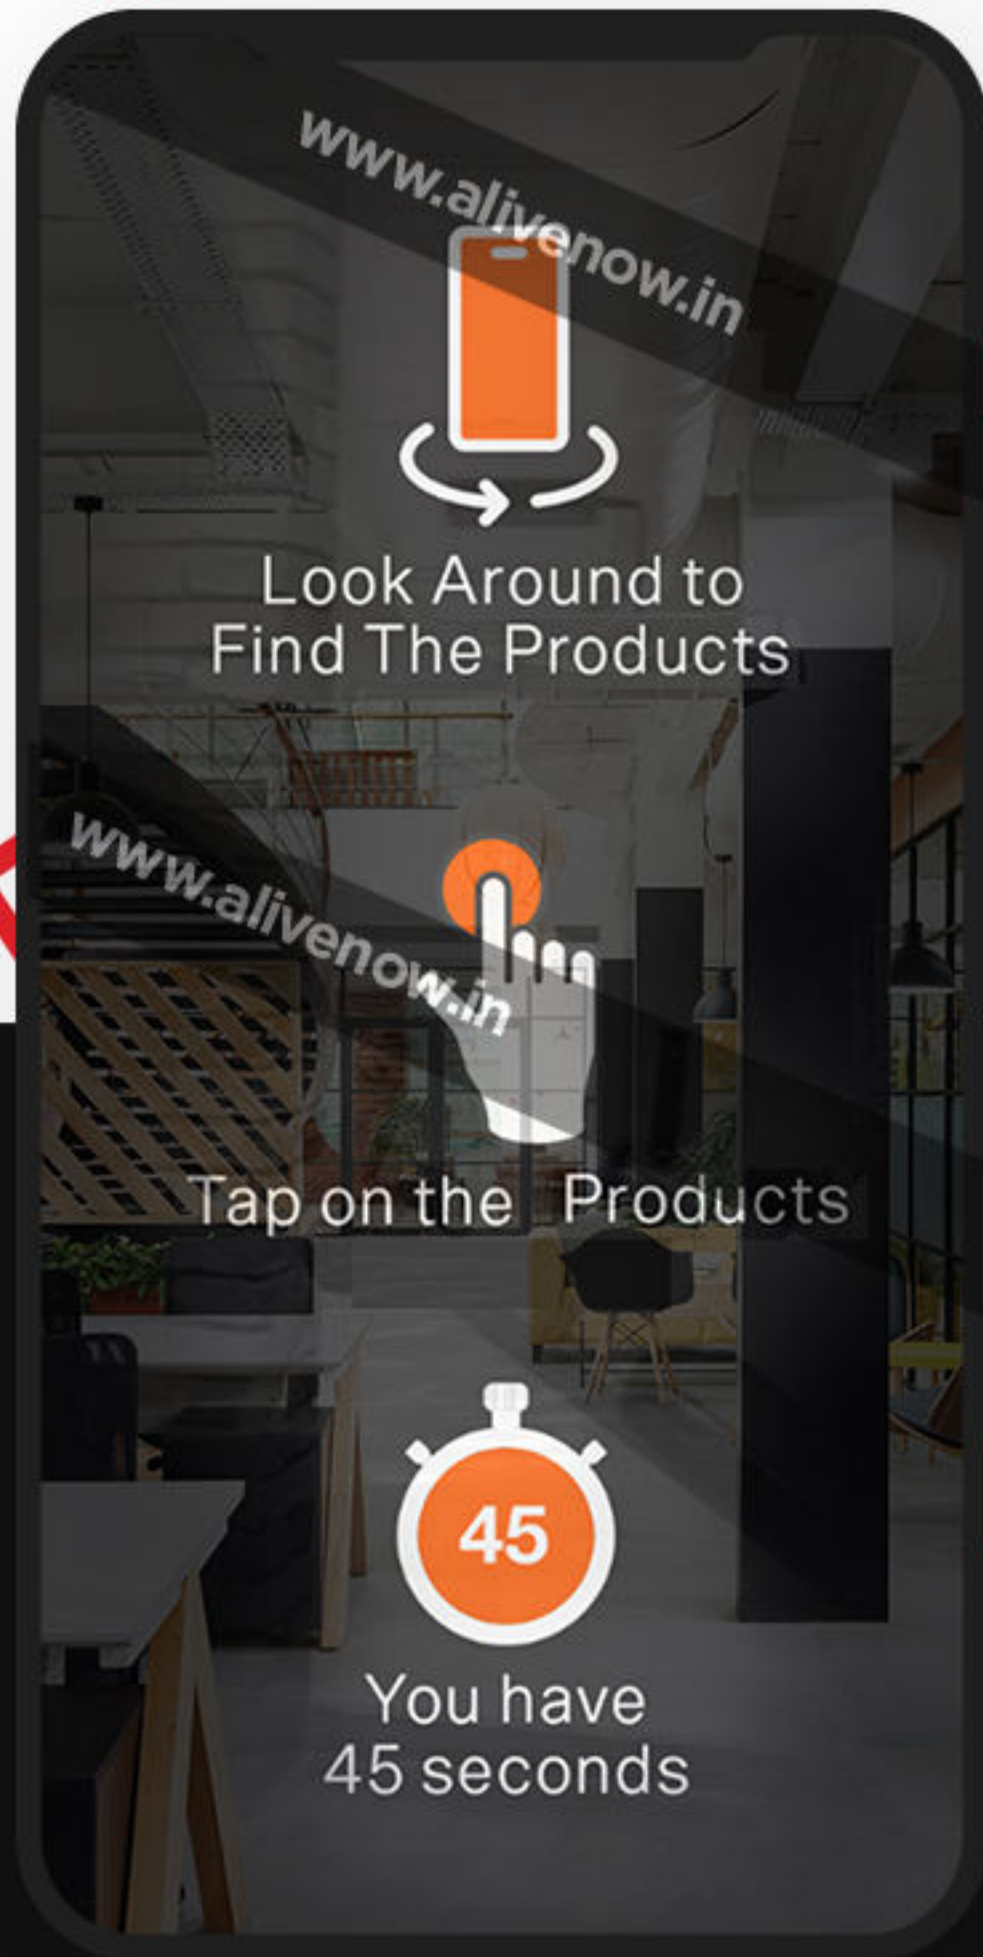 www.alivenow.in
Look Around to
Find The Products
www.alivenow.in
Tap on the Products
45
You have
45 seconds